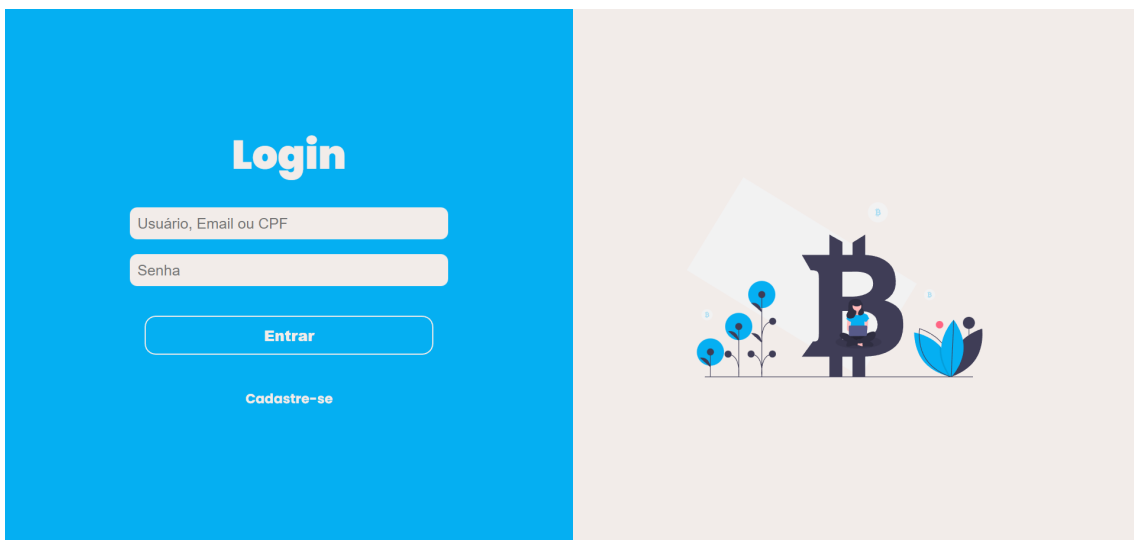 Login
Usuário, Email ou CPF
Senha
Entrar
Cadastre-se